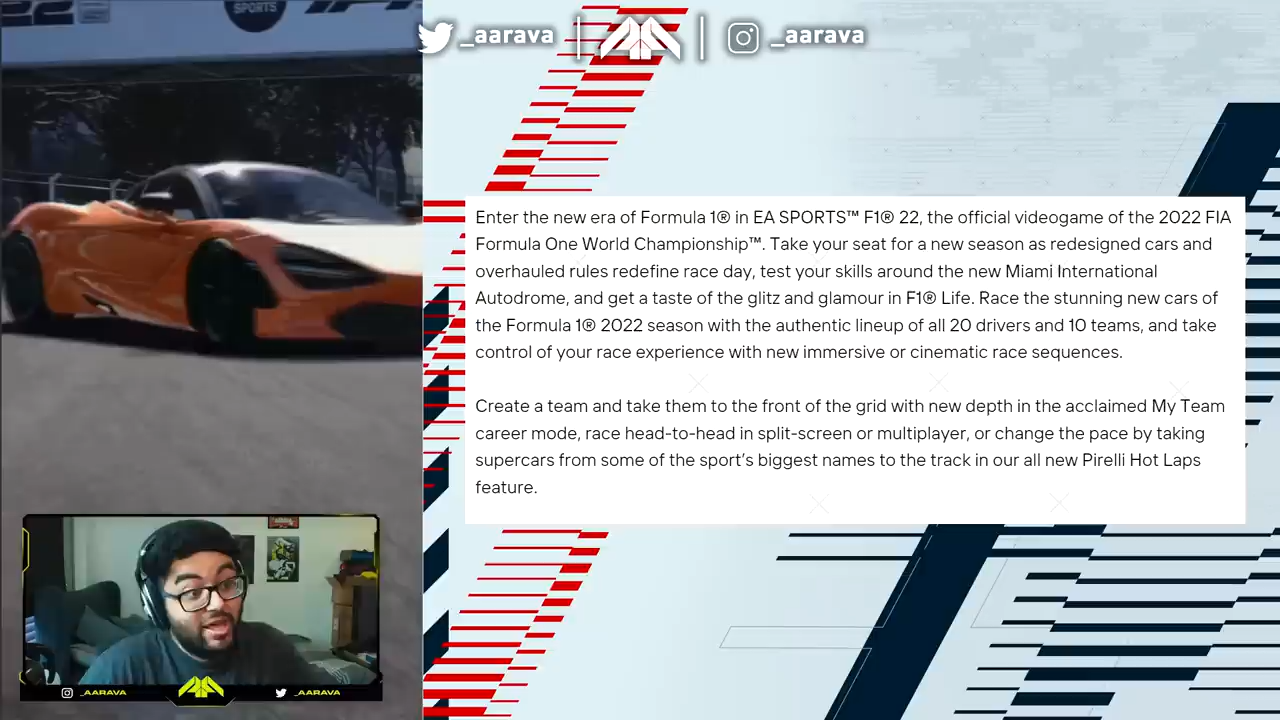 22
SPORTS
_aarava
_aarava
Enter the new era of Formula 1® in EA SPORTS™ F1® 22, the official videogame of the 2022 FIA
Formula One World Championship™. Take your seat for a new season as redesigned cars and
overhauled rules redefine race day, test your skills around the new Miami International
Autodrome, and get a taste of the glitz and glamour in F1® Life. Race the stunning new cars of
the Formula 1® 2022 season with the authentic lineup of all 20 drivers and 10 teams, and take
control of your race experience with new immersive or cinematic race sequences.
Create a team and take them to the front of the grid with new depth in the acclaimed My Team
career mode, race head-to-head in split-screen or multiplayer, or change the pace by taking
supercars from some of the sport’s biggest names to the track in our all new Pirelli Hot Laps
feature.
_AARAVA
_AARAVA